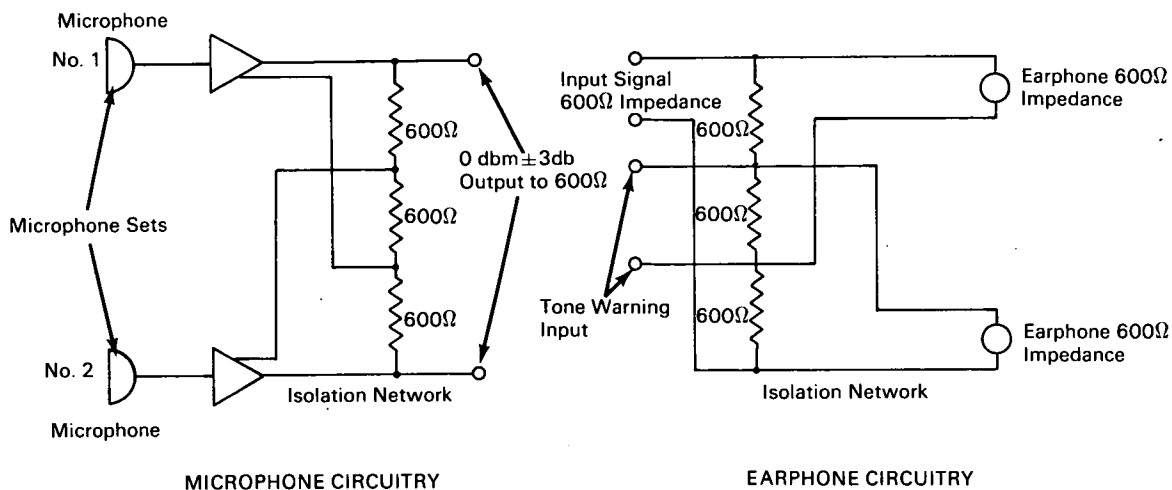 Microphone
No. 1
600Ω
0 dbm ± 3db
Output to 600Ω
600Ω
Microphone Sets
600Ω
No. 2
Isolation Network
Microphone
MICROPHONE CIRCUITRY
Input Signal
600Ω Impedance
Earphone 600Ω
Impedance
600Ω
600Ω
Tone Warning
Input
600Ω
Earphone 600Ω
Impedance
Isolation Network
EARPHONE CIRCUITRY